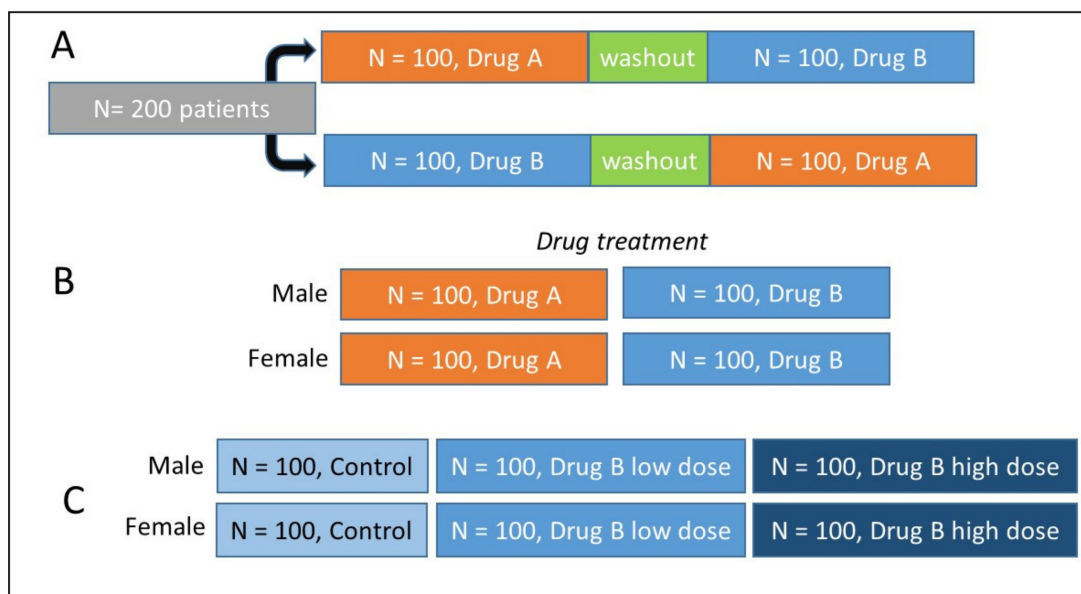 A
N = 100, Drug A washout N = 100, Drug B
N= 200 patients
N = 100, Drug B washout N = 100, Drug A
Drug treatment
B
Male N = 100, Drug A N = 100, Drug B
Female N = 100, Drug A N = 100, Drug B
C
Male N = 100, Control N = 100, Drug B low dose N = 100, Drug B high dose
Female N = 100, Control N = 100, Drug B low dose N = 100, Drug B high dose